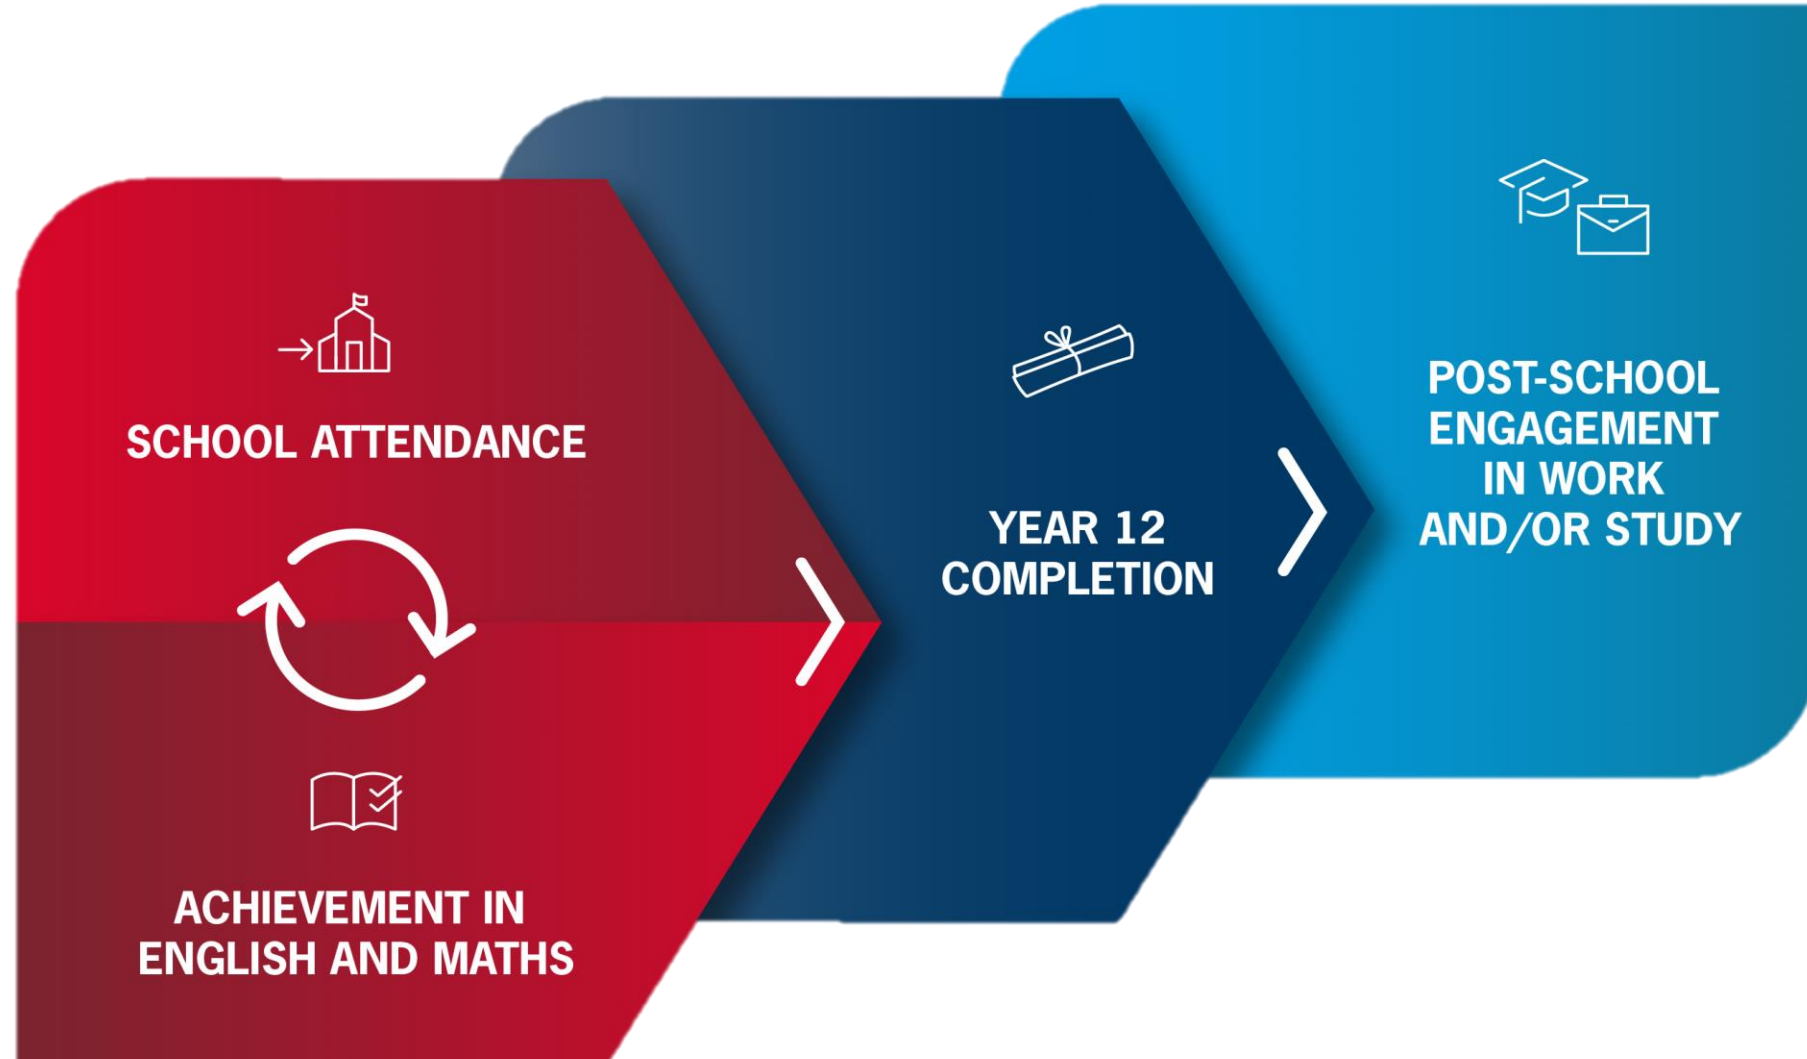 SCHOOL ATTENDANCE
ACHIEVEMENT IN
ENGLISH AND MATHS
YEAR 12
COMPLETION
POST-SCHOOL
ENGAGEMENT
IN WORK
AND/OR STUDY